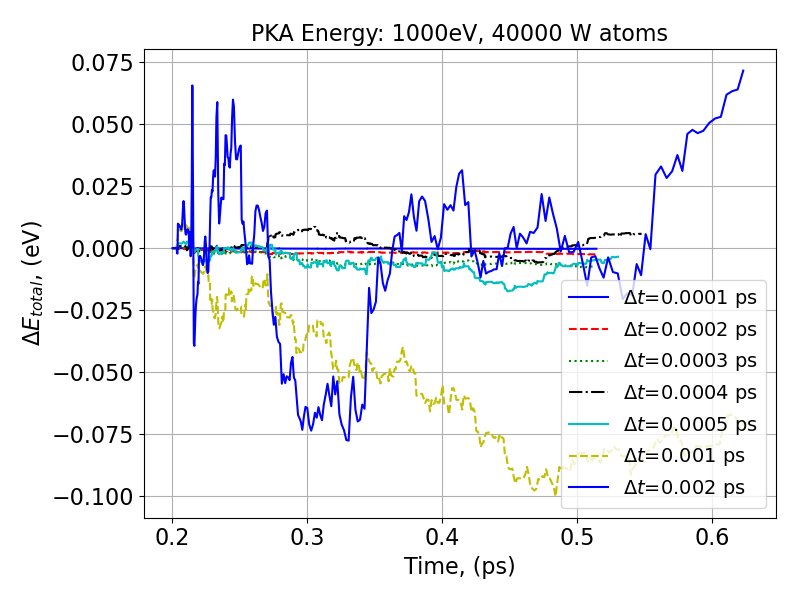 PKA Energy: 1000eV, 40000 W atoms
0.075
0.050
0.025
0.000
−0.025
−0.050
−0.075
−0.100
ΔE_total, (eV)
0.2 0.3 0.4 0.5 0.6
Time, (ps)
Δt=0.0001 ps
Δt=0.0002 ps
Δt=0.0003 ps
Δt=0.0004 ps
Δt=0.0005 ps
Δt=0.001 ps
Δt=0.002 ps